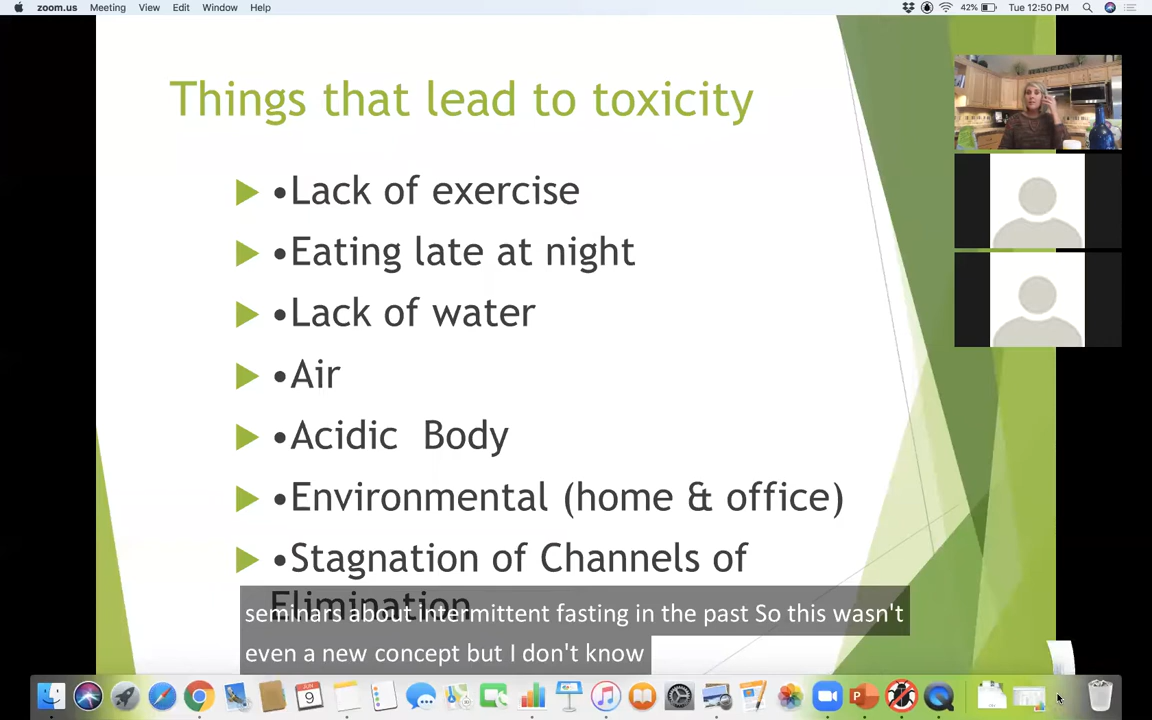 zoom.us Meeting View Edit Window Help 42% Tue 12:50 PM
Things that lead to toxicity
•Lack of exercise
•Eating late at night
•Lack of water
•Air
•Acidic Body
•Environmental (home & office)
•Stagnation of Channels of
Elimination
seminars about intermittent fasting in the past So this wasn't
even a new concept but I don't know
JUN
9